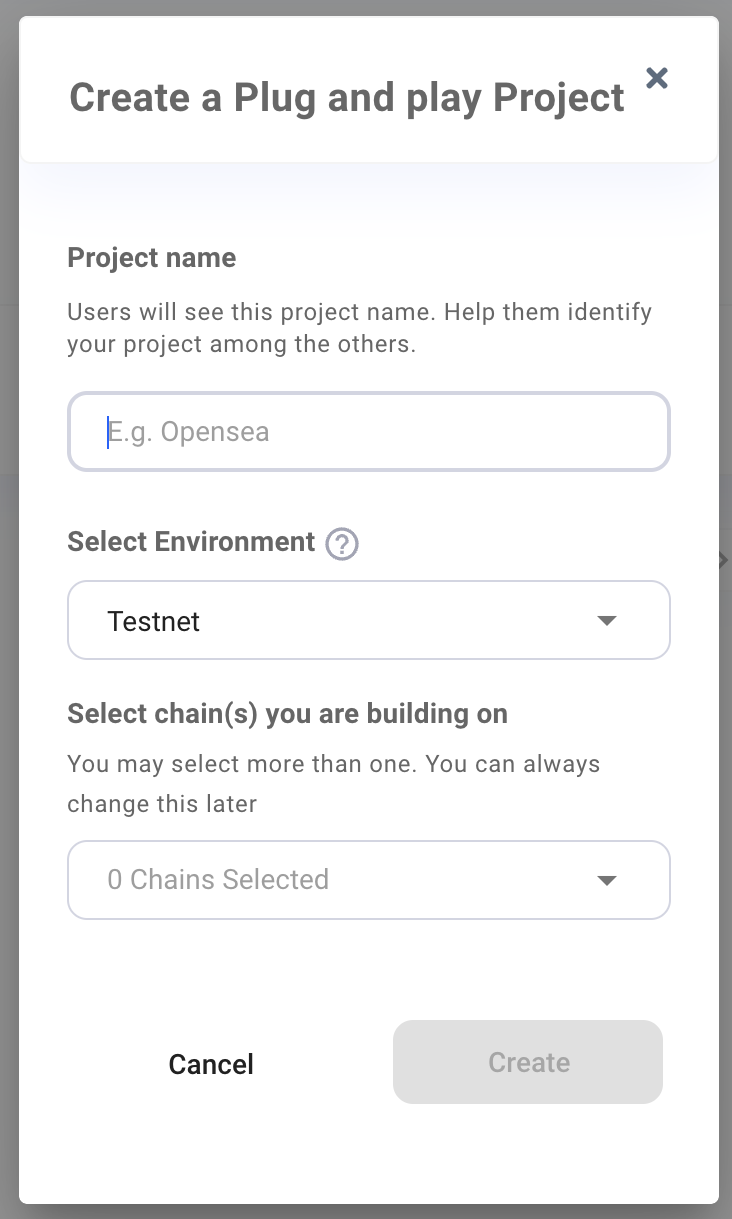 Create a Plug and play Project
Project name
Users will see this project name. Help them identify
your project among the others.
E.g. Opensea
Select Environment ?
Testnet
Select chain(s) you are building on
You may select more than one. You can always
change this later
0 Chains Selected
Cancel
Create